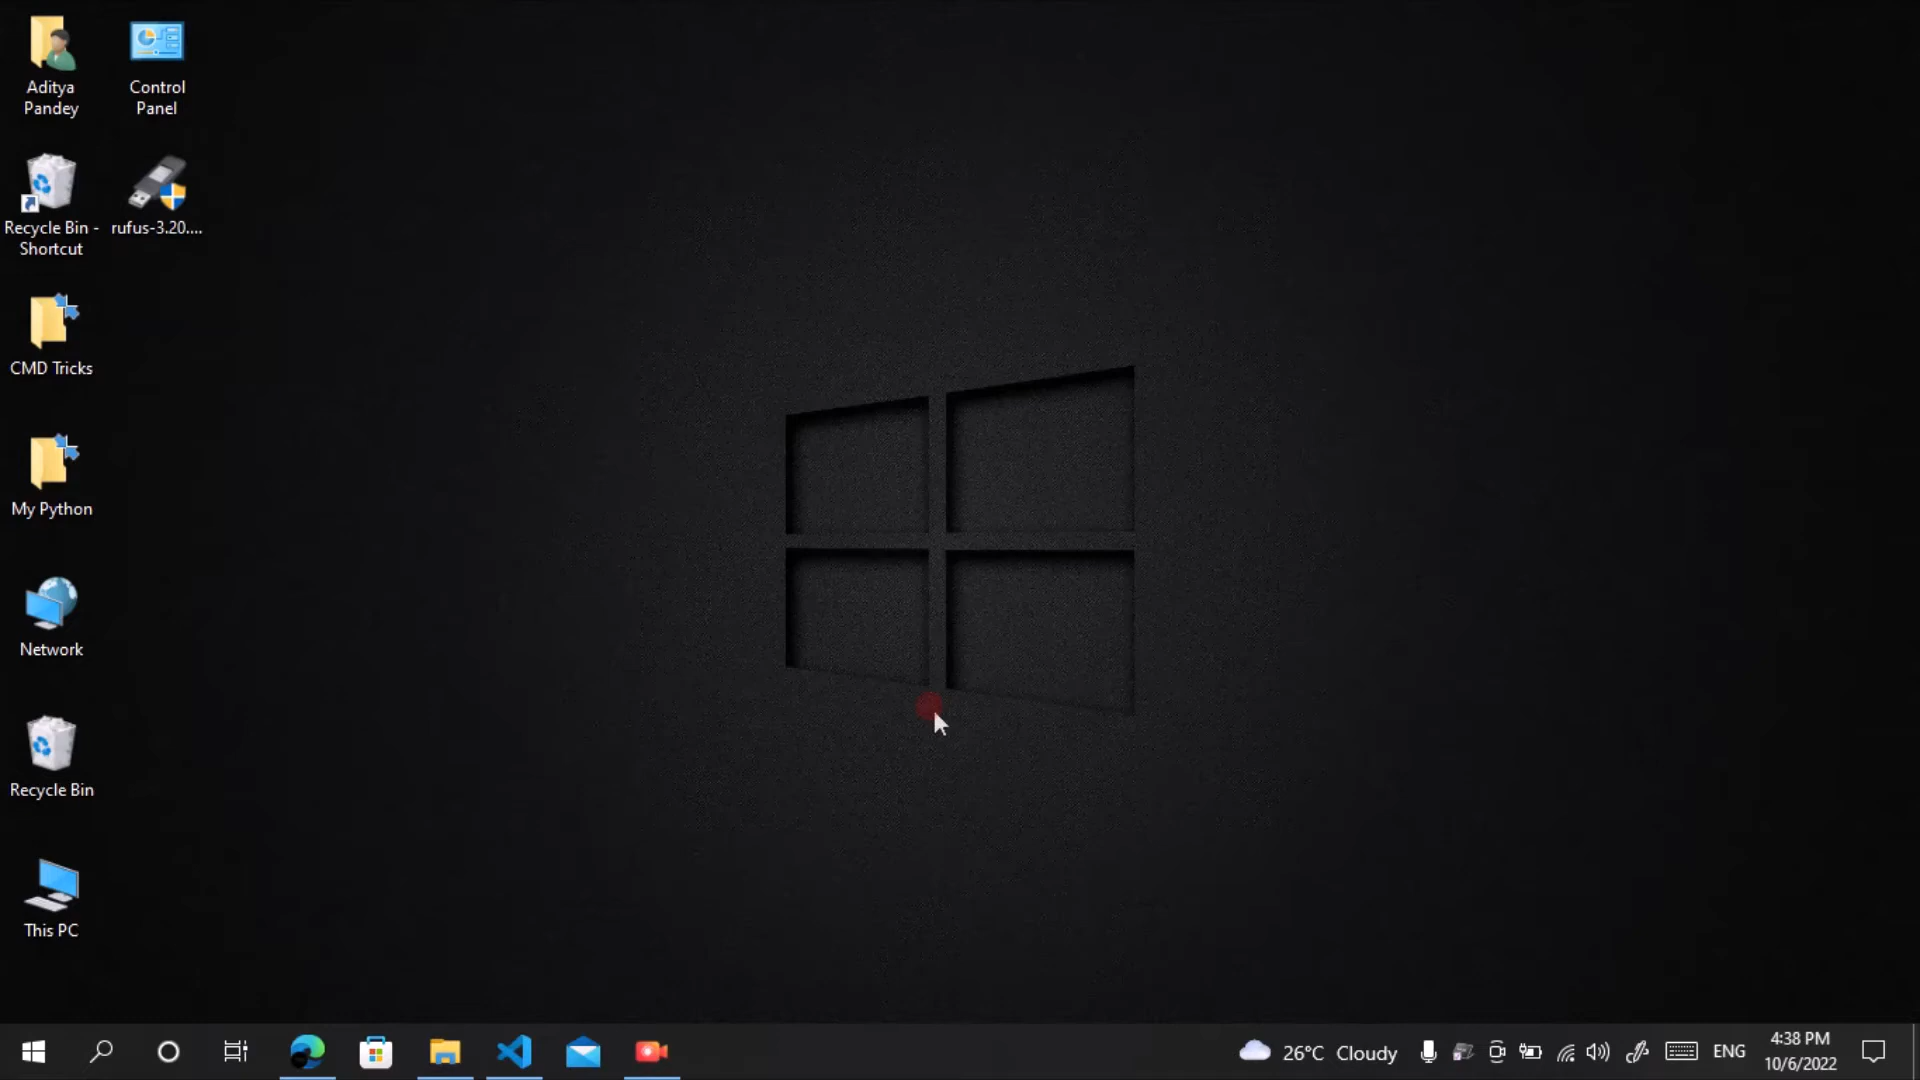 Aditya
Pandey
Control
Panel
Recycle Bin -
Shortcut
rufus-3.20....
CMD Tricks
My Python
Network
Recycle Bin
This PC
26°C Cloudy
ENG
4:38 PM
10/6/2022